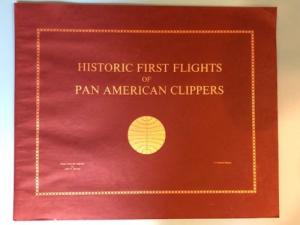 HISTORIC FIRST FLIGHTS
OF
PAN AMERICAN CLIPPERS